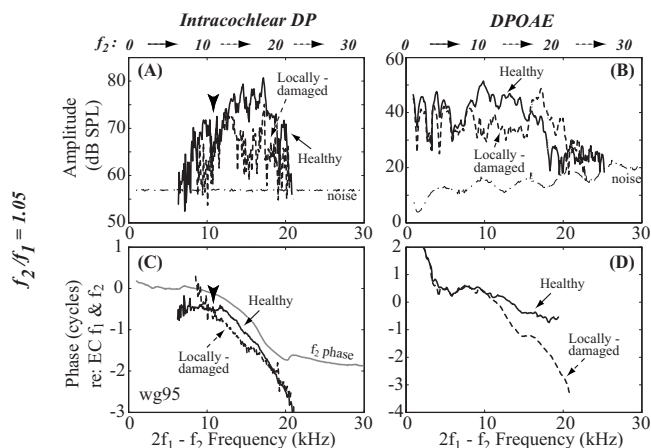 Intracochlear DP
DPOAE
f2: 0 10 20 30
0 10 20 30
(A)
Locally-
damaged
Healthy
noise
Amplitude
(dB SPL)
80
70
60
50
(B)
Healthy
Locally-
damaged
noise
60
40
20
0
f2/f1 = 1.05
(C)
Healthy
Locally-
damaged
f2 phase
wg95
Phase (cycles)
re: EC f1 & f2
1
0
-1
-2
-3
0 10 20 30
2f1 - f2 Frequency (kHz)
(D)
Healthy
Locally-
damaged
2
1
0
-1
-2
-3
-4
0 10 20 30
2f1 - f2 Frequency (kHz)